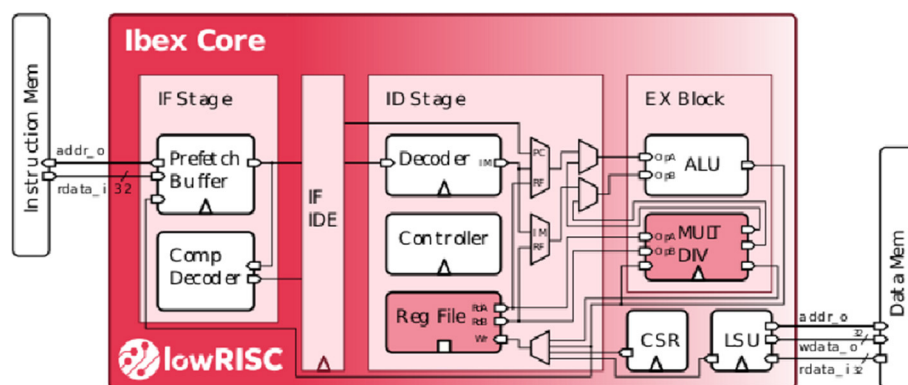 Ibex Core
Instruction Mem
addr_o
rdata_i 32
IF Stage
Prefetch
Buffer
Comp
Decoder
IF
IDE
ID Stage
Decoder
IM
Controller
Reg File
RdA
RdB
Wr
PC
RF
IM
RF
EX Block
OpA
OpB
ALU
OpA
OpB
MULT
DIV
CSR
LSU
addr_o
32
wdata_o
rdata_i 32
Data Mem
lowRISC